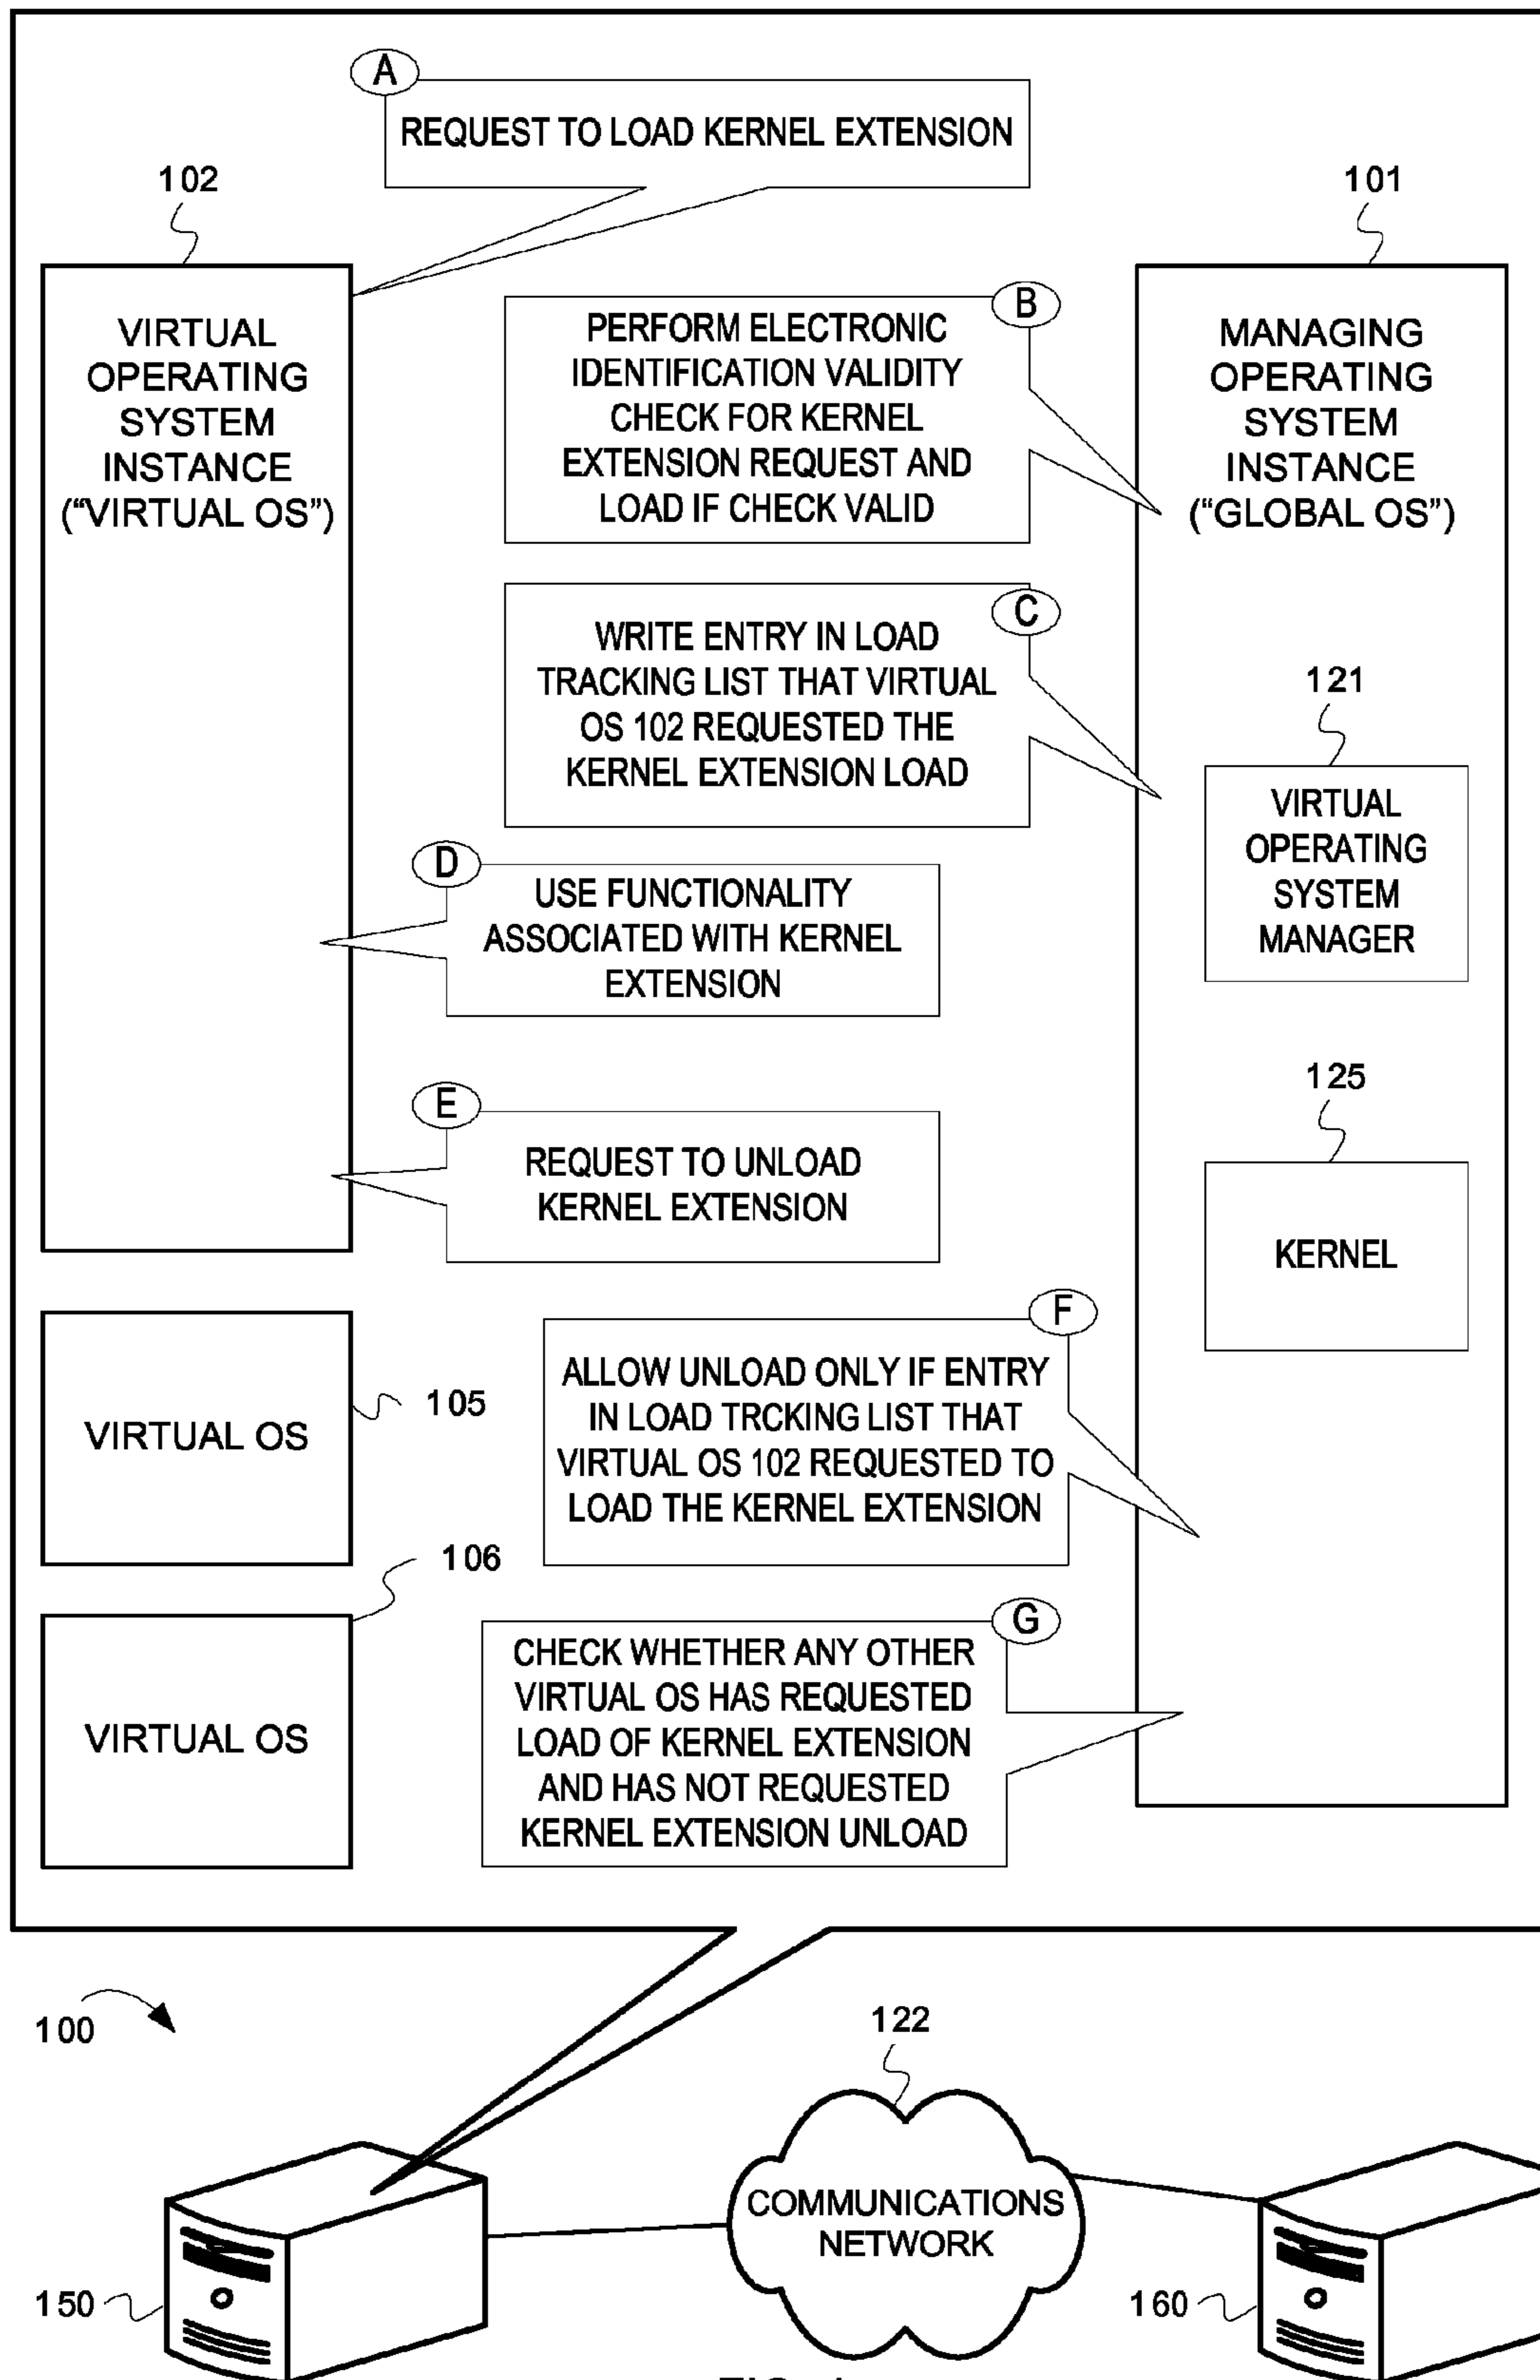 A
REQUEST TO LOAD KERNEL EXTENSION
102
101
VIRTUAL
OPERATING
SYSTEM
INSTANCE
("VIRTUAL OS")
B
PERFORM ELECTRONIC
IDENTIFICATION VALIDITY
CHECK FOR KERNEL
EXTENSION REQUEST AND
LOAD IF CHECK VALID
MANAGING
OPERATING
SYSTEM
INSTANCE
("GLOBAL OS")
C
WRITE ENTRY IN LOAD
TRACKING LIST THAT VIRTUAL
OS 102 REQUESTED THE
KERNEL EXTENSION LOAD
121
VIRTUAL
OPERATING
SYSTEM
MANAGER
D
USE FUNCTIONALITY
ASSOCIATED WITH KERNEL
EXTENSION
E
REQUEST TO UNLOAD
KERNEL EXTENSION
125
KERNEL
VIRTUAL OS
105
F
ALLOW UNLOAD ONLY IF ENTRY
IN LOAD TRCKING LIST THAT
VIRTUAL OS 102 REQUESTED TO
LOAD THE KERNEL EXTENSION
106
VIRTUAL OS
G
CHECK WHETHER ANY OTHER
VIRTUAL OS HAS REQUESTED
LOAD OF KERNEL EXTENSION
AND HAS NOT REQUESTED
KERNEL EXTENSION UNLOAD
100
122
COMMUNICATIONS
NETWORK
150
160